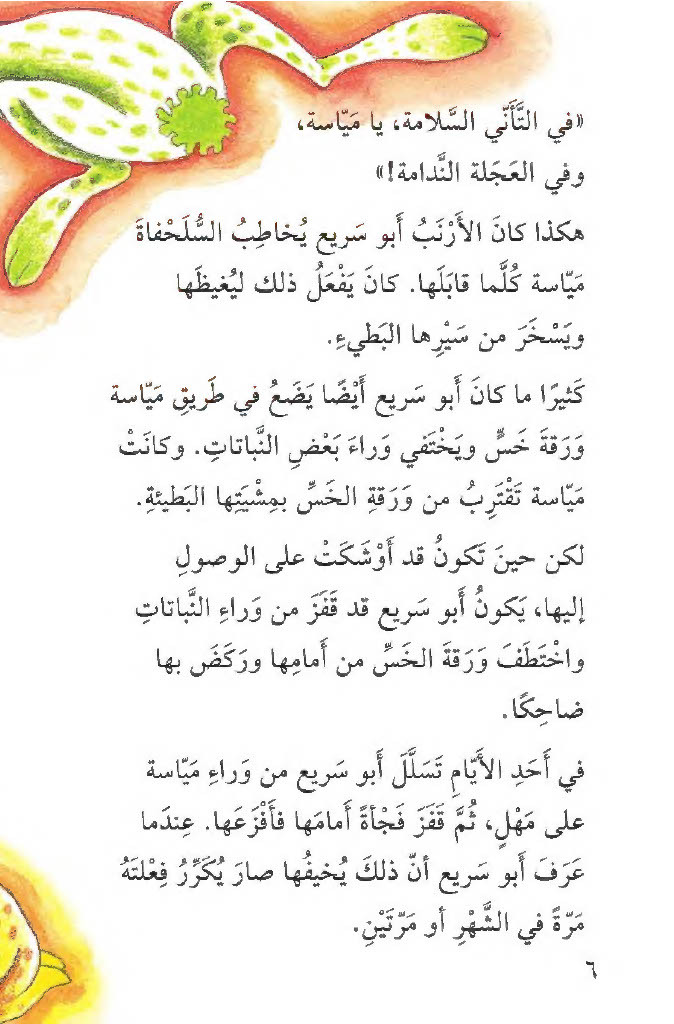 «في التَّأَنّي السَّلامة، يا مَيّاسة،
وفي العَجَلة النَّدامة!»
هكذا كانَ الأَرْنَبُ أَبو سَريع يُخاطِبُ السُّلَحْفاةَ
مَيّاسة كُلَّما قابَلَها. كانَ يَفْعَلُ ذلك ليُغيظَها
ويَسْخَرَ من سَيْرِها البَطيءِ.
كَثيرًا ما كانَ أَبو سَريع أَيْضًا يَضَعُ في طَريقِ مَيّاسة
وَرَقةَ خَسٍّ ويَخْتَفي وَراءَ بَعْضِ النَّباتاتِ. وكانَتْ
مَيّاسة تَقْتَرِبُ من وَرَقةِ الخَسِّ بمِشْيَتِها البَطيئةِ.
لكن حينَ تَكونُ قد أَوْشَكَتْ على الوصولِ
إليها، يَكونُ أَبو سَريع قد قَفَزَ من وَراءِ النَّباتاتِ
واخْتَطَفَ وَرَقةَ الخَسِّ من أَمامِها ورَكَضَ بها
ضاحِكًا.
في أَحَدِ الأَيّامِ تَسَلَّلَ أَبو سَريع من وَراءِ مَيّاسة
على مَهْلٍ، ثُمَّ قَفَزَ فَجْأةً أَمامَها فأَفْزَعَها. عِندَما
عَرَفَ أَبو سَريع أنّ ذلكَ يُخيفُها صارَ يُكَرِّرُ فِعْلَتَهُ
مَرّةً في الشَّهْرِ أو مَرّتَيْنِ.
٦